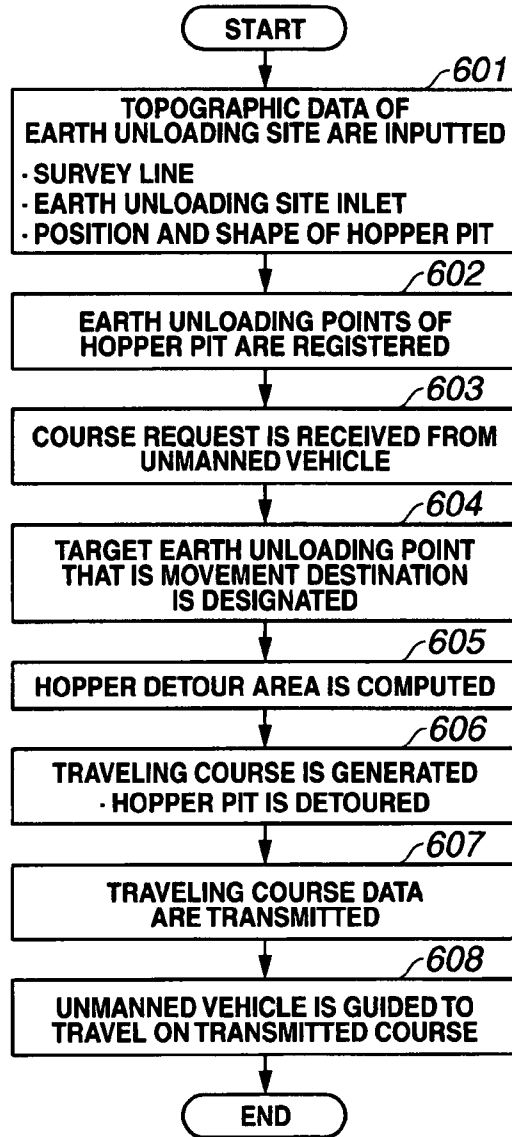 START
601
TOPOGRAPHIC DATA OF
EARTH UNLOADING SITE ARE INPUTTED
· SURVEY LINE
· EARTH UNLOADING SITE INLET
· POSITION AND SHAPE OF HOPPER PIT
602
EARTH UNLOADING POINTS OF
HOPPER PIT ARE REGISTERED
603
COURSE REQUEST IS RECEIVED FROM
UNMANNED VEHICLE
604
TARGET EARTH UNLOADING POINT
THAT IS MOVEMENT DESTINATION
IS DESIGNATED
605
HOPPER DETOUR AREA IS COMPUTED
606
TRAVELING COURSE IS GENERATED
· HOPPER PIT IS DETOURED
607
TRAVELING COURSE DATA
ARE TRANSMITTED
608
UNMANNED VEHICLE IS GUIDED TO
TRAVEL ON TRANSMITTED COURSE
END